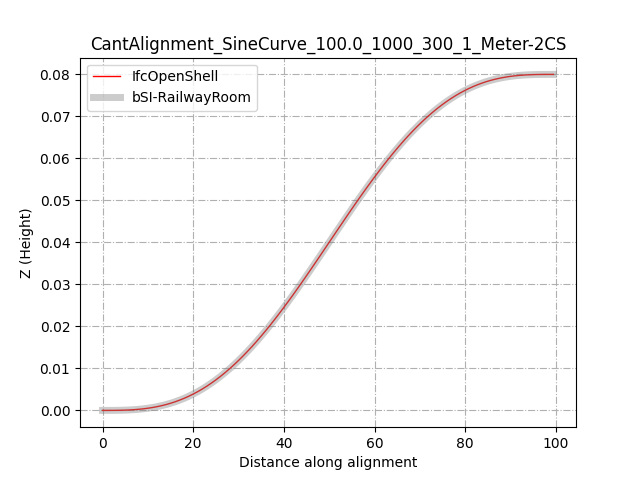 CantAlignment_SineCurve_100.0_1000_300_1_Meter-2CS
IfcOpenShell
bSI-RailwayRoom
0.08
0.07
0.06
0.05
0.04
0.03
0.02
0.01
0.00
Z (Height)
0 20 40 60 80 100
Distance along alignment